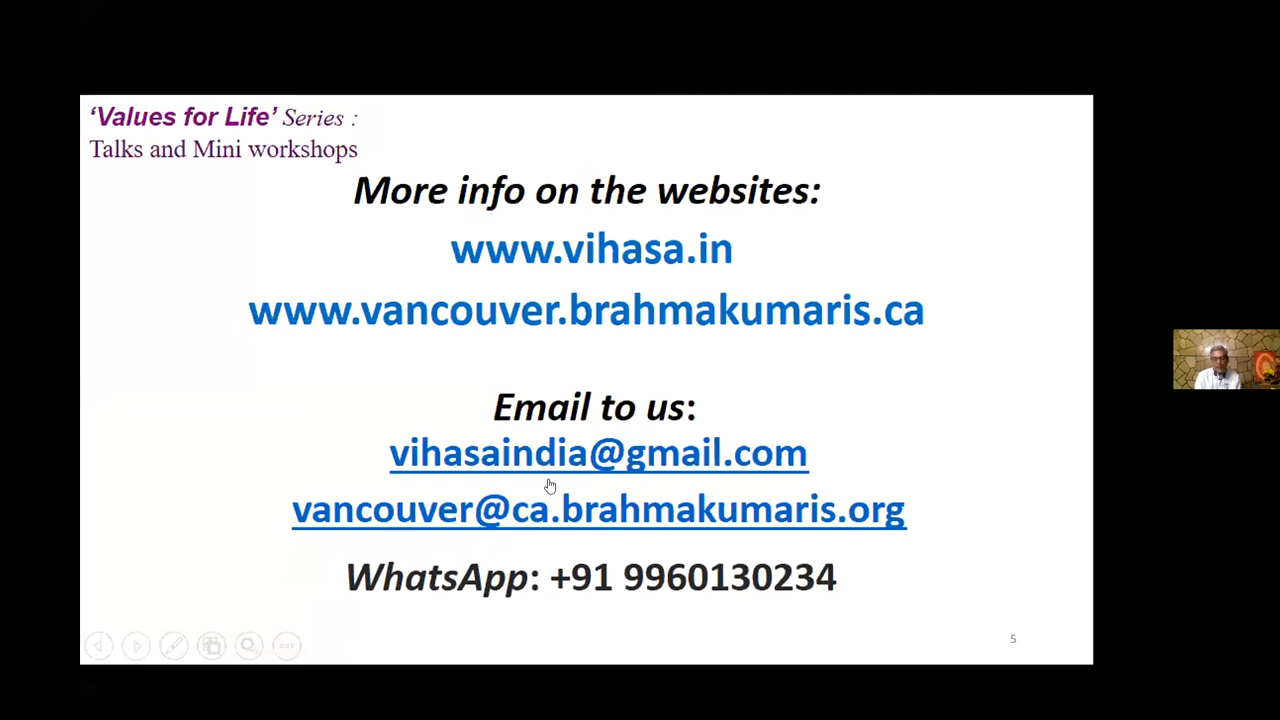 ‘Values for Life’ Series :
Talks and Mini workshops
More info on the websites:
www.vihasa.in
www.vancouver.brahmakumaris.ca
Email to us:
vihasaindia@gmail.com
vancouver@ca.brahmakumaris.org
WhatsApp: +91 9960130234
5